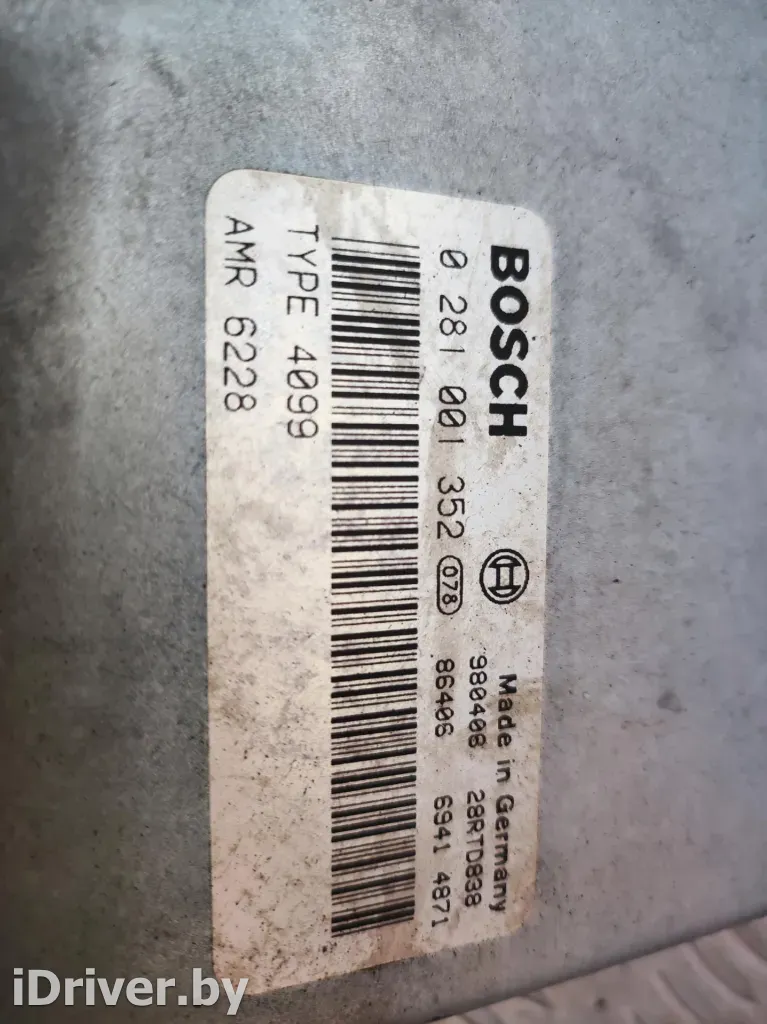 BOSCH Made in Germany
980408 28RTD838
0 281 001 352 078 86406 6941 4871
TYPE 4099
AMR 6228
iDriver.by